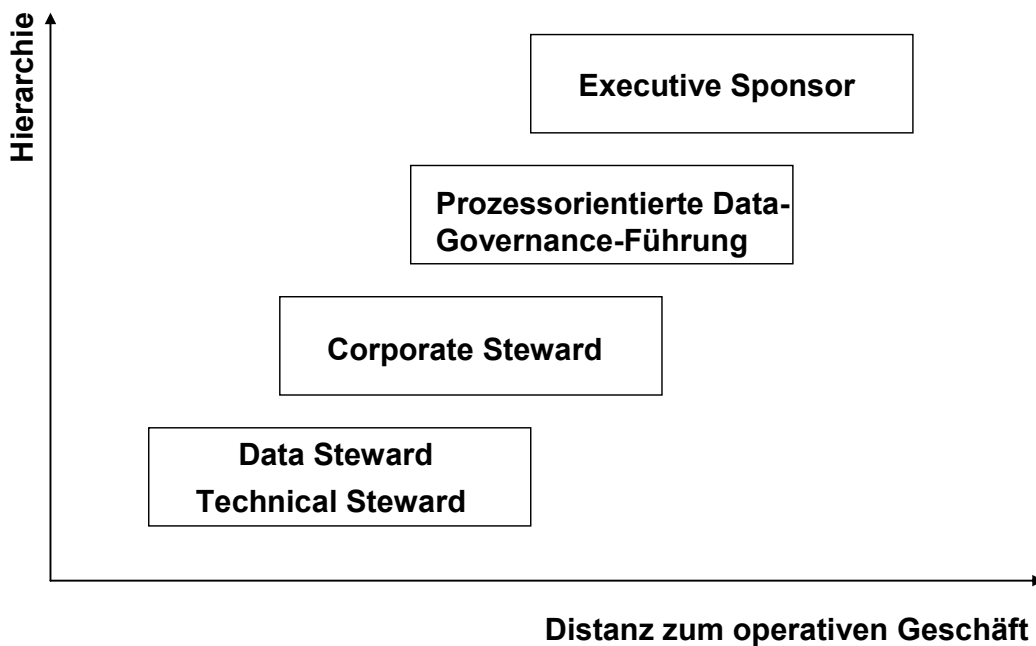 Hierarchie
Executive Sponsor
Prozessorientierte Data-
Governance-Führung
Corporate Steward
Data Steward
Technical Steward
Distanz zum operativen Geschäft